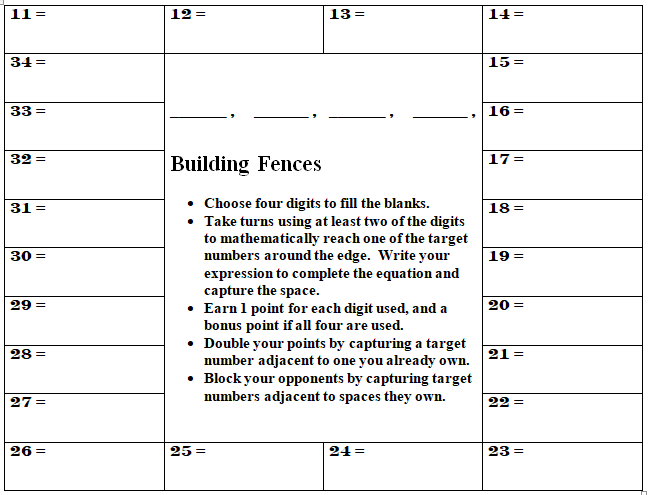 11 = 12 = 13 = 14 =
34 = 15 =
33 = ______, ______, ______, ______, 16 =
32 = Building Fences 17 =
• Choose four digits to fill the blanks.
31 = 18 =
• Take turns using at least two of the digits
to mathematically reach one of the target
30 = numbers around the edge.  Write your 19 =
expression to complete the equation and
capture the space.
29 = • Earn 1 point for each digit used, and a 20 =
bonus point if all four are used.
28 = • Double your points by capturing a target 21 =
number adjacent to one you already own.
• Block your opponents by capturing target
27 = numbers adjacent to spaces they own. 22 =
26 = 25 = 24 = 23 =